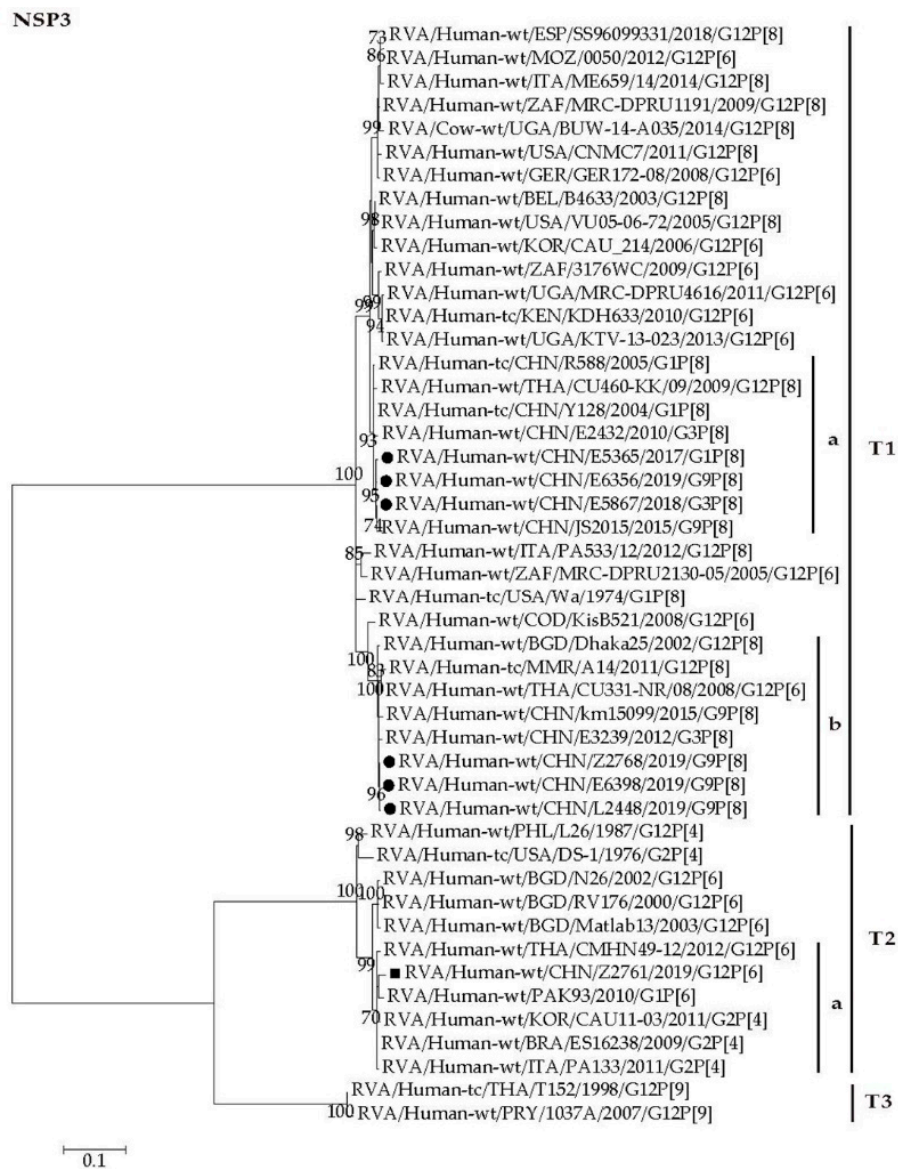 NSP3
73 RVA/Human-wt/ESP/SS96099331/2018/G12P[8]
86 RVA/Human-wt/MOZ/0050/2012/G12P[6]
RVA/Human-wt/ITA/ME659/14/2014/G12P[8]
RVA/Human-wt/ZAF/MRC-DPRU1191/2009/G12P[8]
99 RVA/Cow-wt/UGA/BUW-14-A035/2014/G12P[8]
RVA/Human-wt/USA/CNMC7/2011/G12P[8]
RVA/Human-wt/GER/GER172-08/2008/G12P[6]
RVA/Human-wt/BEL/B4633/2003/G12P[8]
98 RVA/Human-wt/USA/VU05-06-72/2005/G12P[8]
RVA/Human-wt/KOR/CAU_214/2006/G12P[6]
RVA/Human-wt/ZAF/3176WC/2009/G12P[6]
RVA/Human-wt/UGA/MRC-DPRU4616/2011/G12P[6]
99 99 RVA/Human-tc/KEN/KDH633/2010/G12P[6]
94 RVA/Human-wt/UGA/KTV-13-023/2013/G12P[6]
RVA/Human-tc/CHN/R588/2005/G1P[8]
RVA/Human-wt/THA/CU460-KK/09/2009/G12P[8]
RVA/Human-tc/CHN/Y128/2004/G1P[8]
93 RVA/Human-wt/CHN/E2432/2010/G3P[8]
a
T1
RVA/Human-wt/CHN/E5365/2017/G1P[8]
100
RVA/Human-wt/CHN/E6356/2019/G9P[8]
95 RVA/Human-wt/CHN/E5867/2018/G3P[8]
74 RVA/Human-wt/CHN/JS2015/2015/G9P[8]
85 RVA/Human-wt/ITA/PA533/12/2012/G12P[8]
RVA/Human-wt/ZAF/MRC-DPRU2130-05/2005/G12P[6]
RVA/Human-tc/USA/Wa/1974/G1P[8]
RVA/Human-wt/COD/KisB521/2008/G12P[6]
RVA/Human-wt/BGD/Dhaka25/2002/G12P[8]
100 83 RVA/Human-tc/MMR/A14/2011/G12P[8]
100 RVA/Human-wt/THA/CU331-NR/08/2008/G12P[6]
RVA/Human-wt/CHN/km15099/2015/G9P[8]
b
RVA/Human-wt/CHN/E3239/2012/G3P[8]
RVA/Human-wt/CHN/Z2768/2019/G9P[8]
RVA/Human-wt/CHN/E6398/2019/G9P[8]
96 RVA/Human-wt/CHN/L2448/2019/G9P[8]
98 RVA/Human-wt/PHL/L26/1987/G12P[4]
RVA/Human-tc/USA/DS-1/1976/G2P[4]
RVA/Human-wt/BGD/N26/2002/G12P[6]
100 100 RVA/Human-wt/BGD/RV176/2000/G12P[6]
RVA/Human-wt/BGD/Matlab13/2003/G12P[6]
T2
RVA/Human-wt/THA/CMHN49-12/2012/G12P[6]
99 RVA/Human-wt/CHN/Z2761/2019/G12P[6]
RVA/Human-wt/PAK93/2010/G1P[6]
a
70 RVA/Human-wt/KOR/CAU11-03/2011/G2P[4]
RVA/Human-wt/BRA/ES16238/2009/G2P[4]
RVA/Human-wt/ITA/PA133/2011/G2P[4]
RVA/Human-tc/THA/T152/1998/G12P[9]
T3
100 RVA/Human-wt/PRY/1037A/2007/G12P[9]
0.1